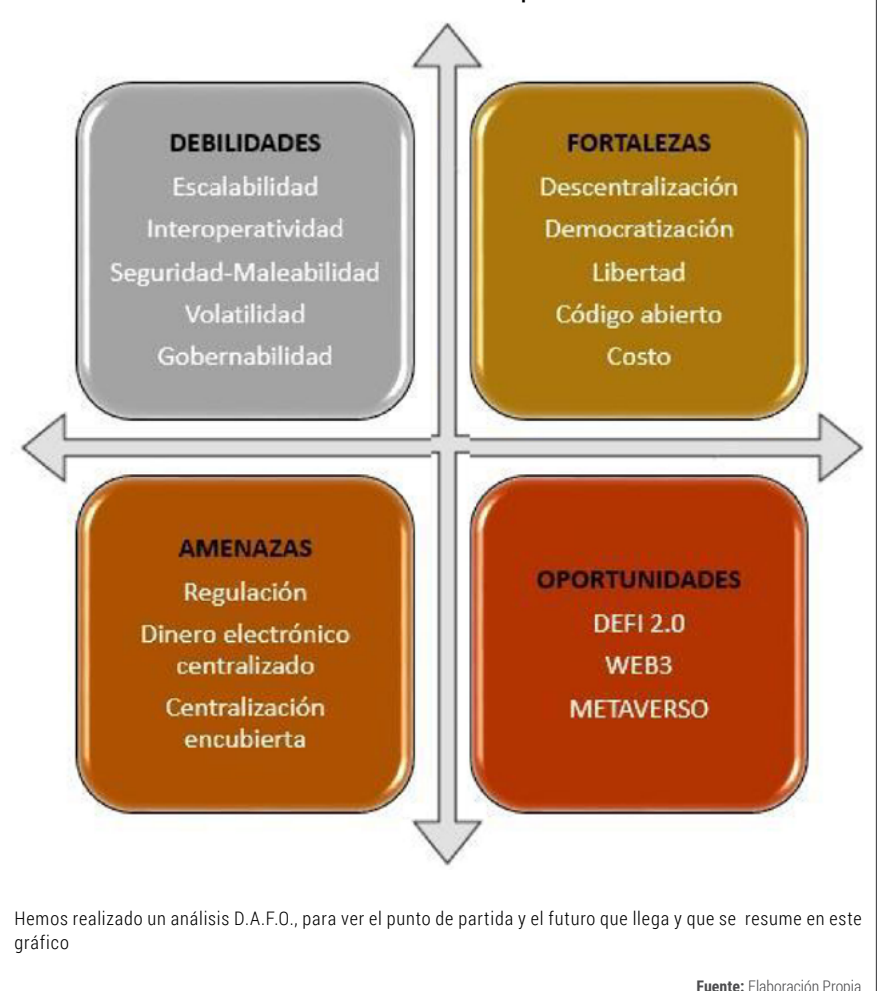 DEBILIDADES
Escalabilidad
Interoperatividad
Seguridad-Maleabilidad
Volatilidad
Gobernabilidad
FORTALEZAS
Descentralización
Democratización
Libertad
Código abierto
Costo
AMENAZAS
Regulación
Dinero electrónico
centralizado
Centralización
encubierta
OPORTUNIDADES
DEFI 2.0
WEB3
METAVERSO
Hemos realizado un análisis D.A.F.O., para ver el punto de partida y el futuro que llega y que se resume en este
gráfico
Fuente: Elaboración Propia